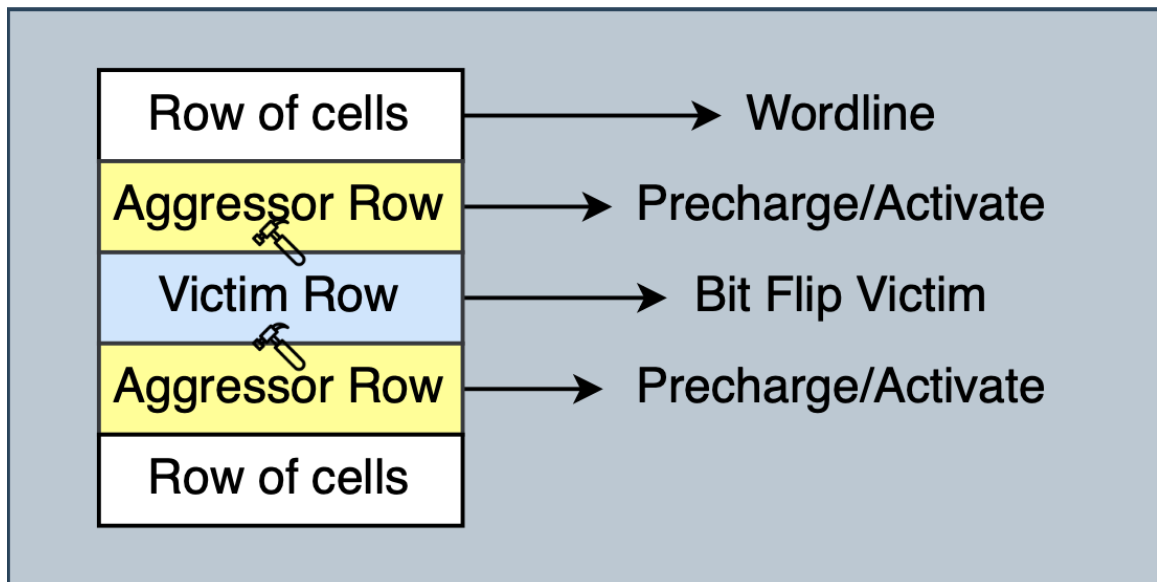 Row of cells
Wordline
Aggressor Row
Precharge/Activate
Victim Row
Bit Flip Victim
Aggressor Row
Precharge/Activate
Row of cells